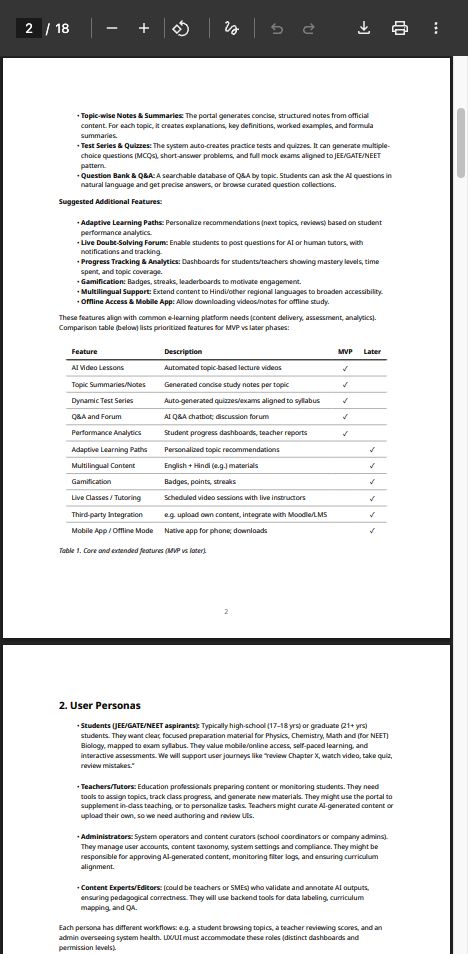 2 / 18
• Topic-wise Notes & Summaries: The portal generates concise, structured notes from official
content. For each topic, it creates explanations, key definitions, worked examples, and formula
summaries.
• Test Series & Quizzes: The system auto-creates practice tests and quizzes. It can generate multiple-
choice questions (MCQs), short-answer problems, and full mock exams aligned to JEE/GATE/NEET
pattern.
• Question Bank & Q&A: A searchable database of Q&A by topic. Students can ask the AI questions in
natural language and get precise answers, or browse curated question collections.
Suggested Additional Features:
• Adaptive Learning Paths: Personalize recommendations (next topics, reviews) based on student
performance analytics.
• Live Doubt-Solving Forum: Enable students to post questions for AI or human tutors, with
notifications and tracking.
• Progress Tracking & Analytics: Dashboards for students/teachers showing mastery levels, time
spent, and topic coverage.
• Gamification: Badges, streaks, leaderboards to motivate engagement.
• Multilingual Support: Extend content to Hindi/other regional languages to broaden accessibility.
• Offline Access & Mobile App: Allow downloading videos/notes for offline study.
These features align with common e-learning platform needs (content delivery, assessment, analytics).
Comparison table (below) lists prioritized features for MVP vs later phases:
Feature Description MVP Later
AI Video Lessons Automated topic-based lecture videos ✓
Topic Summaries/Notes Generated concise study notes per topic ✓
Dynamic Test Series Auto-generated quizzes/exams aligned to syllabus ✓
Q&A and Forum AI Q&A chatbot; discussion forum ✓
Performance Analytics Student progress dashboards, teacher reports ✓
Adaptive Learning Paths Personalized topic recommendations ✓
Multilingual Content English + Hindi (e.g.) materials ✓
Gamification Badges, points, streaks ✓
Live Classes / Tutoring Scheduled video sessions with live instructors ✓
Third-party Integration e.g. upload own content, integrate with Moodle/LMS ✓
Mobile App / Offline Mode Native app for phone; downloads ✓
Table 1. Core and extended features (MVP vs later).
2
2. User Personas
• Students (JEE/GATE/NEET aspirants): Typically high-school (17–18 yrs) or graduate (21+ yrs)
students. They want clear, focused preparation material for Physics, Chemistry, Math and (for NEET)
Biology, mapped to exam syllabus. They value mobile/online access, self-paced learning, and
interactive assessments. We will support user journeys like “review Chapter X, watch video, take quiz,
review mistakes.”
• Teachers/Tutors: Education professionals preparing content or monitoring students. They need
tools to assign topics, track class progress, and generate new materials. They might use the portal to
supplement in-class teaching, or to personalize tasks. Teachers might curate AI-generated content or
upload their own, so we need authoring and review UIs.
• Administrators: System operators and content curators (school coordinators or company admins).
They manage user accounts, content taxonomy, system settings and compliance. They might be
responsible for approving AI-generated content, monitoring filter logs, and ensuring curriculum
alignment.
• Content Experts/Editors: (could be teachers or SMEs) who validate and annotate AI outputs,
ensuring pedagogical correctness. They will use backend tools for data labeling, curriculum
mapping, and QA.
Each persona has different workflows: e.g. a student browsing topics, a teacher reviewing scores, and an
admin overseeing system health. UX/UI must accommodate these roles (distinct dashboards and
permission levels).